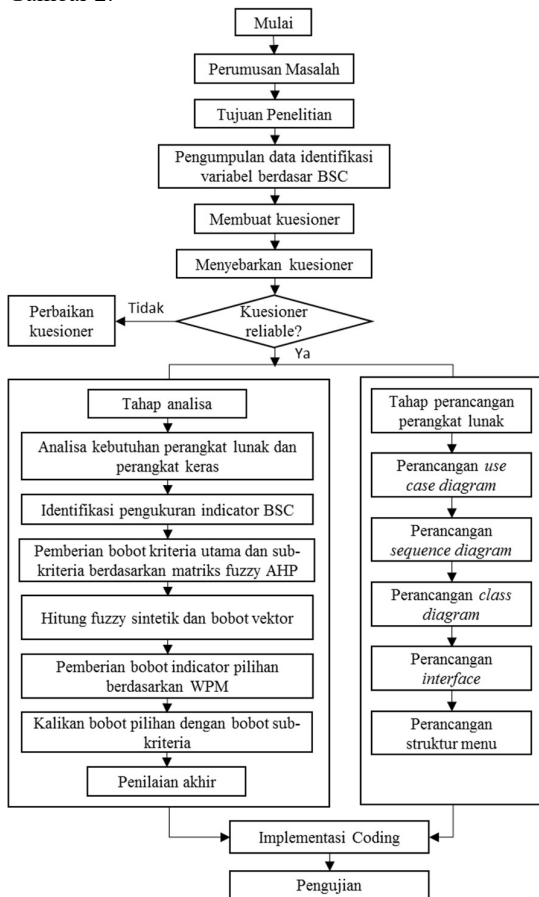 Mulai
Perumusan Masalah
Tujuan Penelitian
Pengumpulan data identifikasi
variabel berdasar BSC
Membuat kuesioner
Menyebarkan kuesioner
Kuesioner
reliable?
Tidak
Perbaikan
kuesioner
Ya
Tahap analisa
Analisa kebutuhan perangkat lunak dan
perangkat keras
Identifikasi pengukuran indicator BSC
Pemberian bobot kriteria utama dan sub-
kriteria berdasarkan matriks fuzzy AHP
Hitung fuzzy sintetik dan bobot vektor
Pemberian bobot indicator pilihan
berdasarkan WPM
Kalikan bobot pilihan dengan bobot sub-
kriteria
Penilaian akhir
Tahap perancangan
perangkat lunak
Perancangan use
case diagram
Perancangan
sequence diagram
Perancangan class
diagram
Perancangan
interface
Perancangan
struktur menu
Implementasi Coding
Pengujian